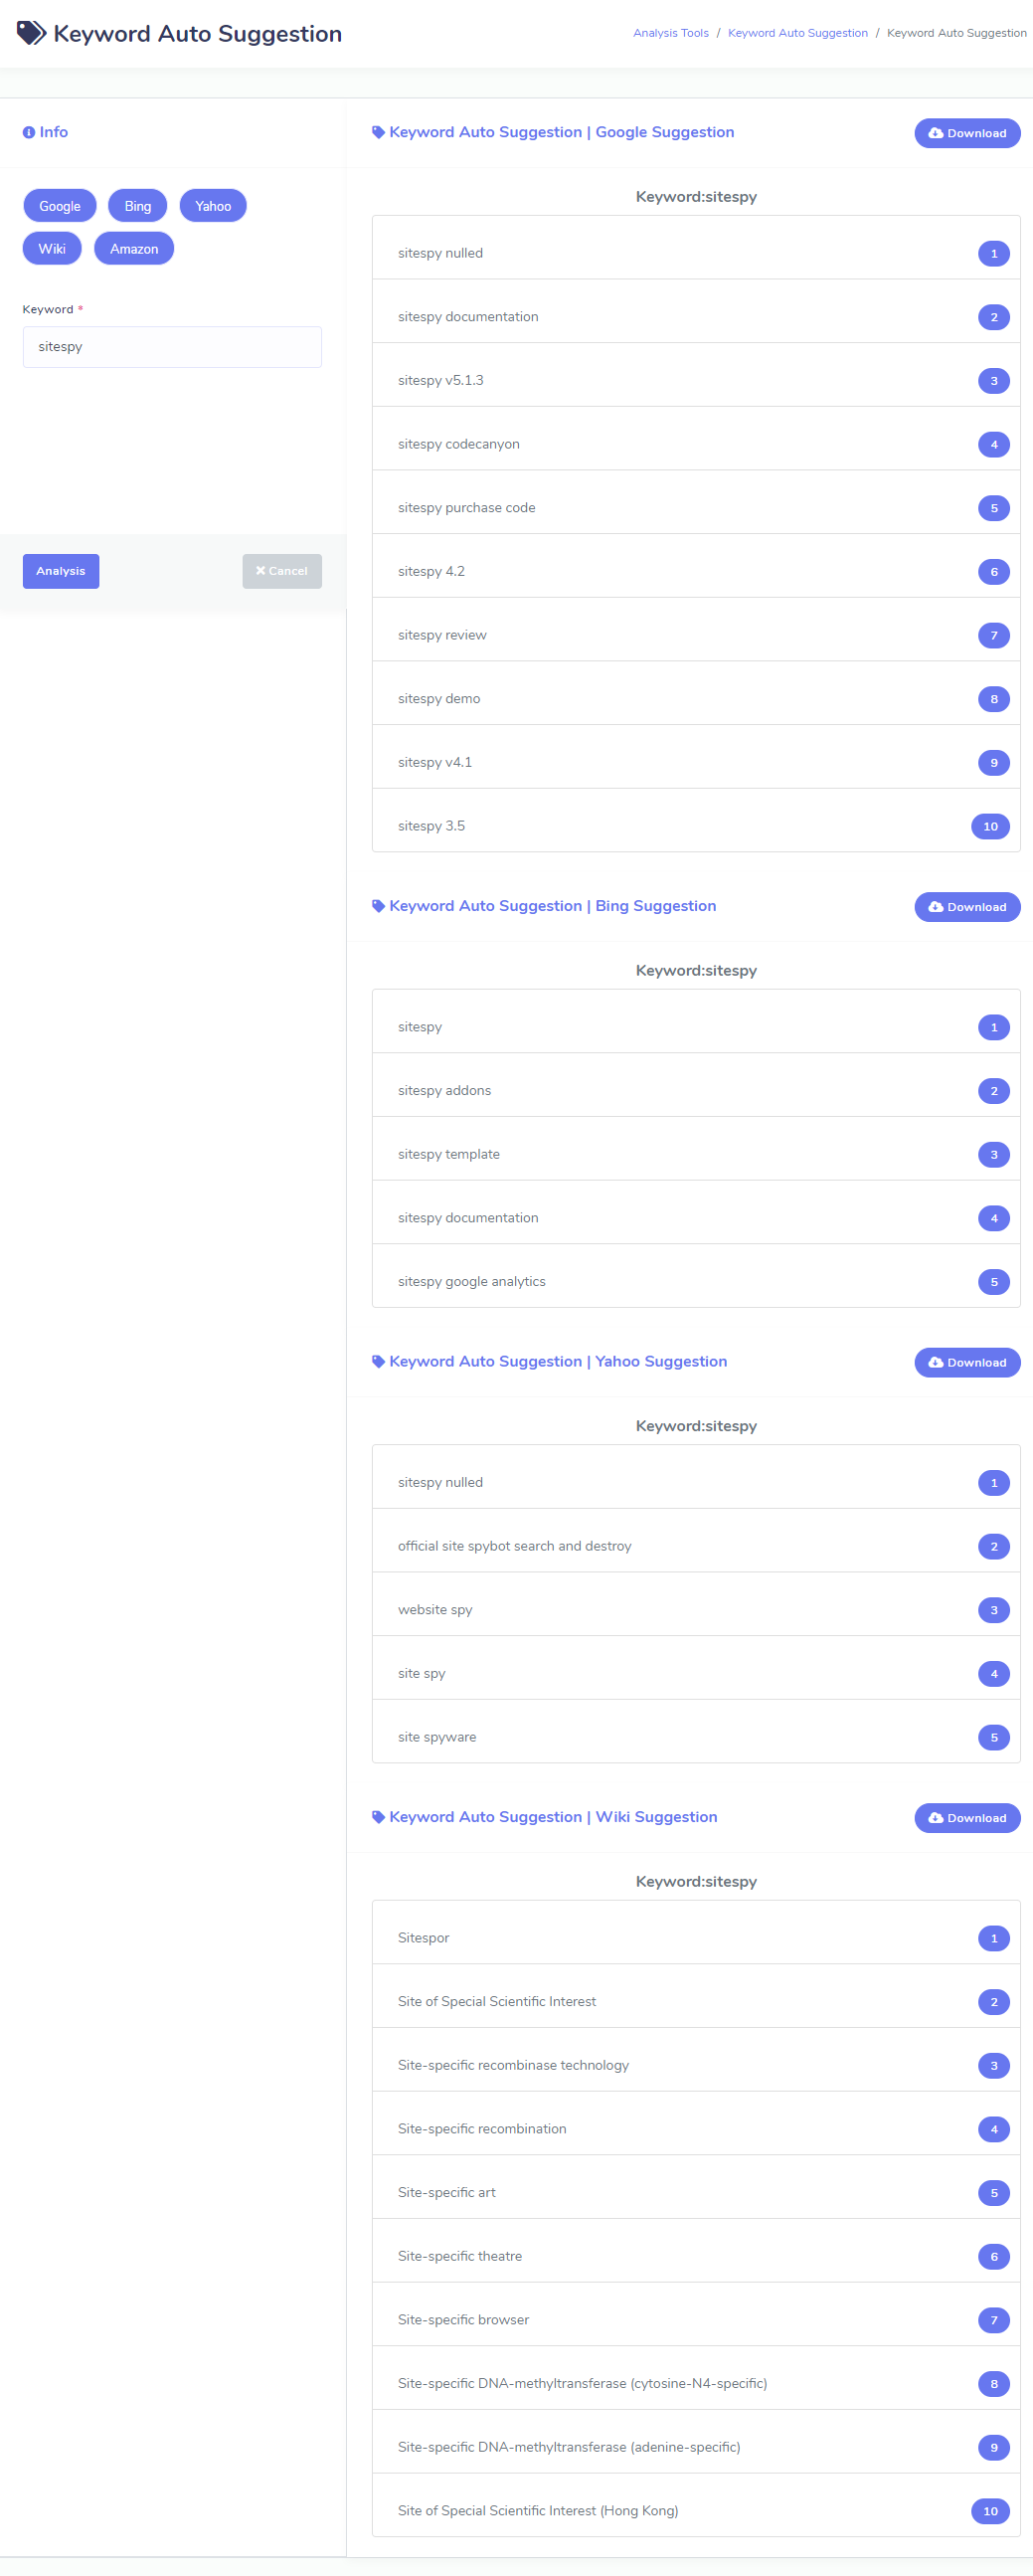 Keyword Auto Suggestion
Analysis Tools / Keyword Auto Suggestion / Keyword Auto Suggestion
Info
Google Bing Yahoo
Wiki Amazon
Keyword *
sitespy
Analysis Cancel
Keyword Auto Suggestion | Google Suggestion Download
Keyword:sitespy
sitespy nulled 1
sitespy documentation 2
sitespy v5.1.3 3
sitespy codecanyon 4
sitespy purchase code 5
sitespy 4.2 6
sitespy review 7
sitespy demo 8
sitespy v4.1 9
sitespy 3.5 10
Keyword Auto Suggestion | Bing Suggestion Download
Keyword:sitespy
sitespy 1
sitespy addons 2
sitespy template 3
sitespy documentation 4
sitespy google analytics 5
Keyword Auto Suggestion | Yahoo Suggestion Download
Keyword:sitespy
sitespy nulled 1
official site spybot search and destroy 2
website spy 3
site spy 4
site spyware 5
Keyword Auto Suggestion | Wiki Suggestion Download
Keyword:sitespy
Sitespor 1
Site of Special Scientific Interest 2
Site-specific recombinase technology 3
Site-specific recombination 4
Site-specific art 5
Site-specific theatre 6
Site-specific browser 7
Site-specific DNA-methyltransferase (cytosine-N4-specific) 8
Site-specific DNA-methyltransferase (adenine-specific) 9
Site of Special Scientific Interest (Hong Kong) 10